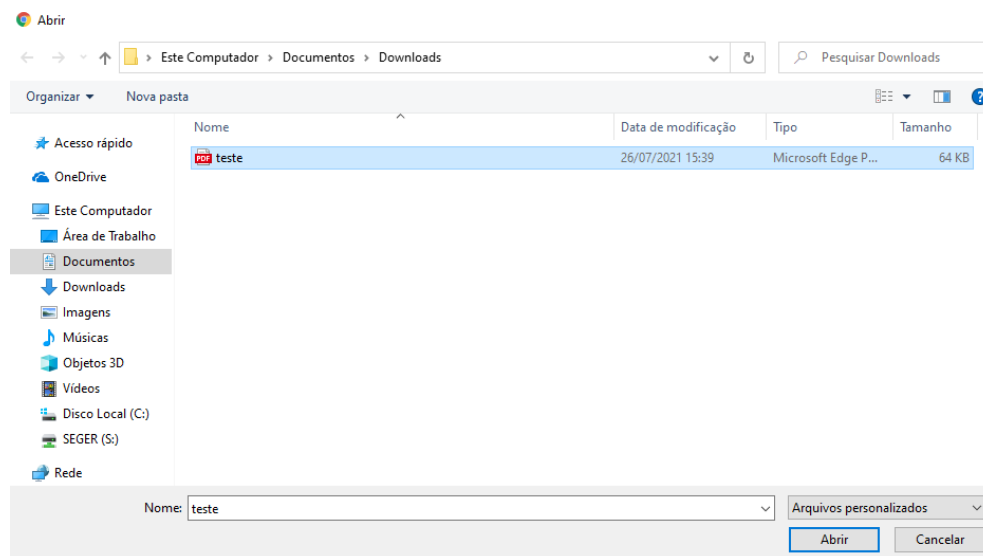 Abrir
Este Computador > Documentos > Downloads
Pesquisar Downloads
Organizar
Nova pasta
?
Nome
Data de modificação
Tipo
Tamanho
PDF teste
26/07/2021 15:39
Microsoft Edge P...
64 KB
Acesso rápido
OneDrive
Este Computador
Área de Trabalho
Documentos
Downloads
Imagens
Músicas
Objetos 3D
Vídeos
Disco Local (C:)
SEGER (S:)
Rede
Nome: teste
Arquivos personalizados
Abrir
Cancelar